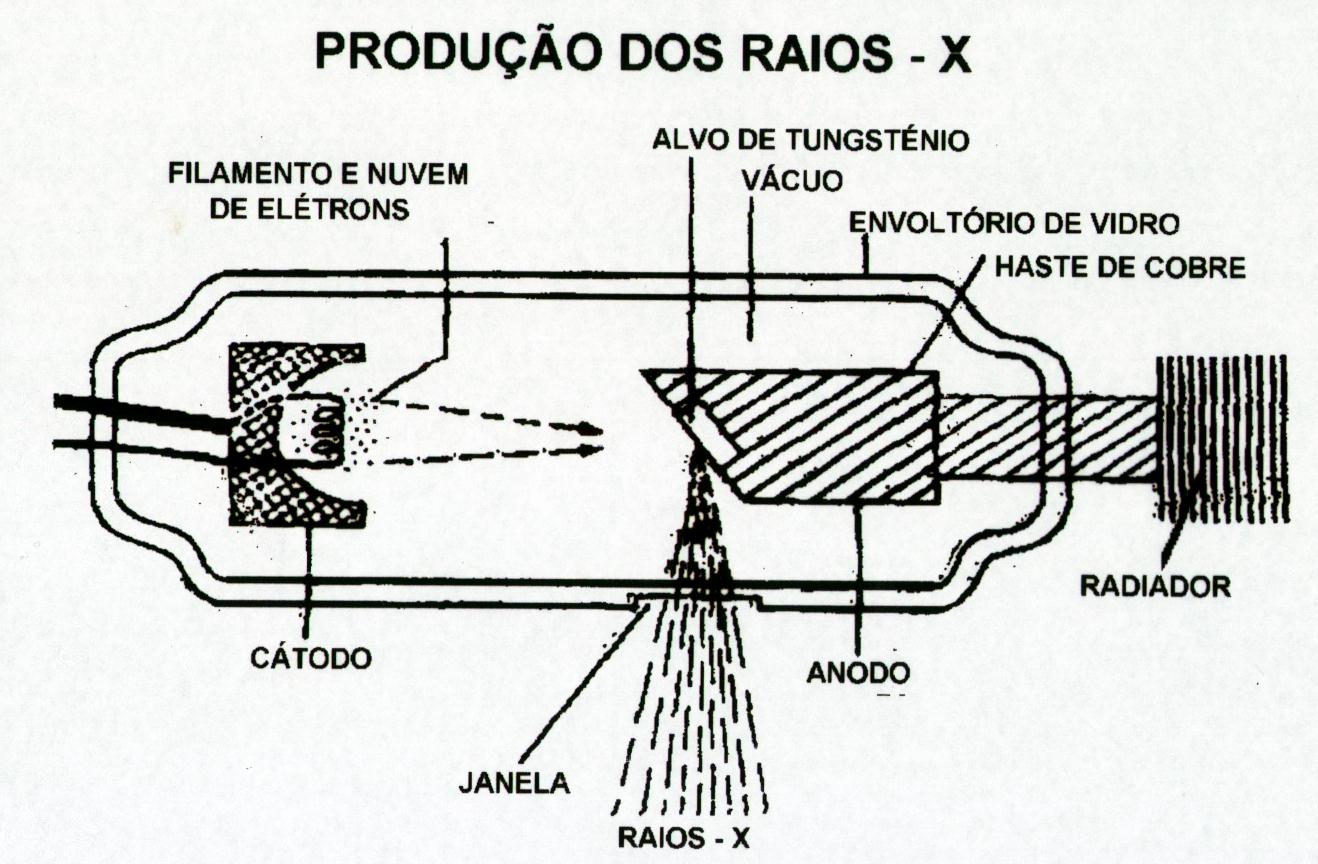 PRODUÇÃO DOS RAIOS - X
ALVO DE TUNGSTÉNIO
FILAMENTO E NUVEM
DE ELÉTRONS
VÁCUO
ENVOLTÓRIO DE VIDRO
HASTE DE COBRE
RADIADOR
CÁTODO
ANODO
JANELA
RAIOS - X